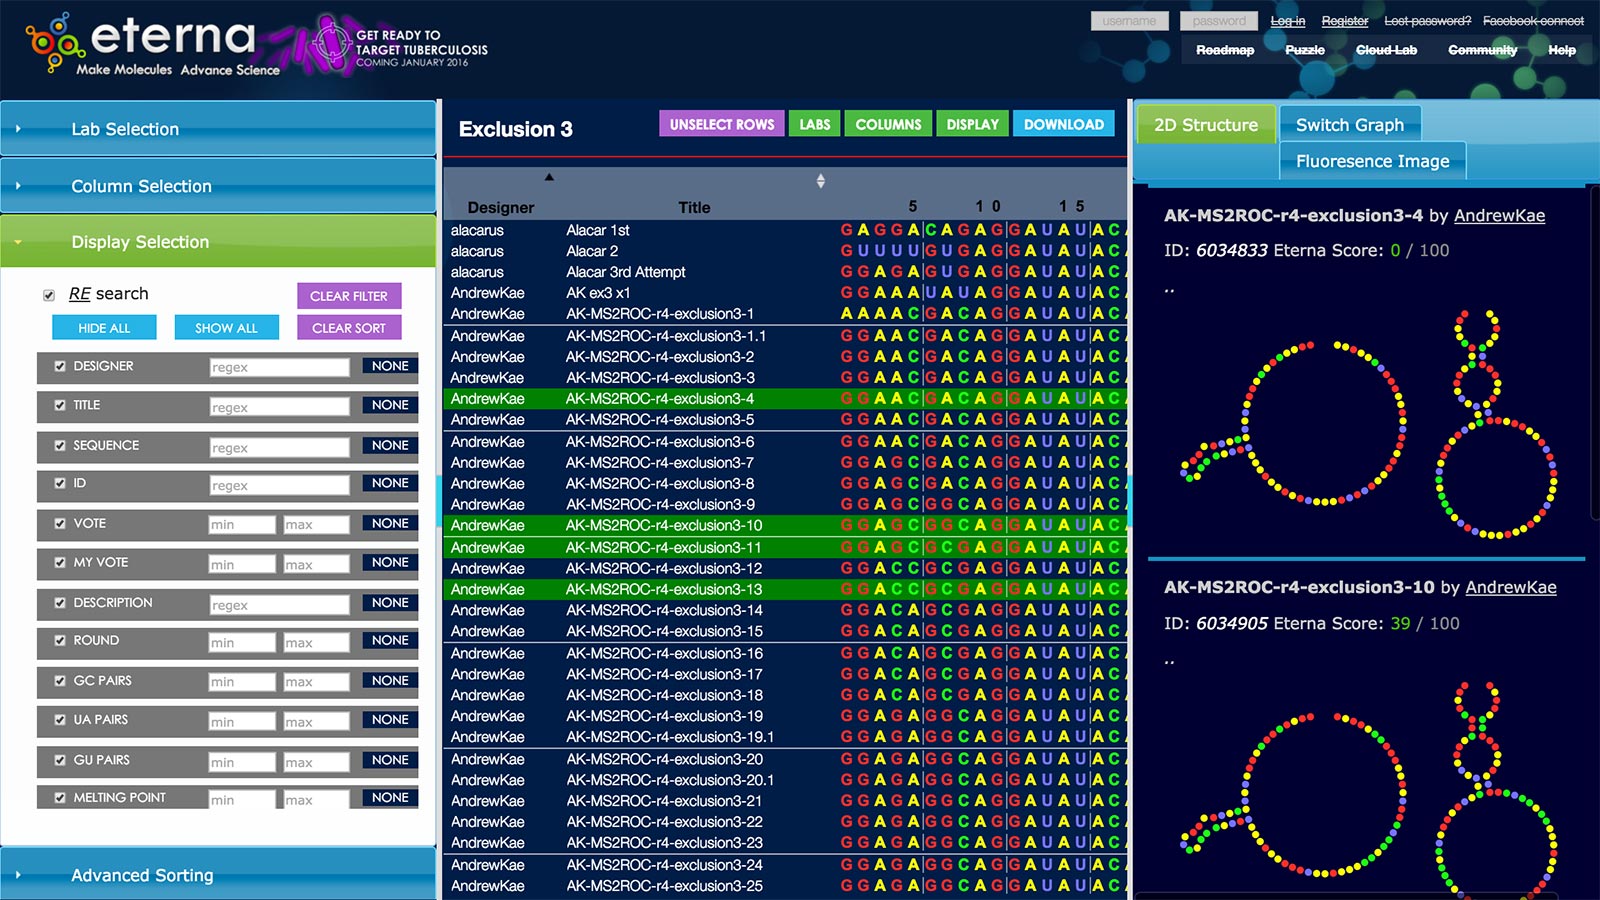 eterna
Make Molecules Advance Science
GET READY TO
TARGET TUBERCULOSIS
COMING JANUARY 2016
username password Log in Register Lost password? Facebook connect
Roadmap Puzzle Cloud Lab Community Help
Lab Selection
Column Selection
Display Selection
RE search CLEAR FILTER
HIDE ALL SHOW ALL CLEAR SORT
DESIGNER regex NONE
TITLE regex NONE
SEQUENCE regex NONE
ID regex NONE
VOTE min max NONE
MY VOTE min max NONE
DESCRIPTION regex NONE
ROUND min max NONE
GC PAIRS min max NONE
UA PAIRS min max NONE
GU PAIRS min max NONE
MELTING POINT min max NONE
Advanced Sorting
Exclusion 3 UNSELECT ROWS LABS COLUMNS DISPLAY DOWNLOAD
Designer Title 5 10 15
alacarus Alacar 1st GAGGACAGAGGAUAUAC
alacarus Alacar 2 GUUUUGUGAGGAUAUAC
alacarus Alacar 3rd Attempt GGAGAGUGAGGAUAUAC
AndrewKae AK ex3 x1 GGAAAUAUAGGAUAUAC
AndrewKae AK-MS2ROC-r4-exclusion3-1 AAAACGACAGGAUAUAC
AndrewKae AK-MS2ROC-r4-exclusion3-1.1 GGAACGACAGGAUAUAC
AndrewKae AK-MS2ROC-r4-exclusion3-2 GGAACGACAGGAUAUAC
AndrewKae AK-MS2ROC-r4-exclusion3-3 GGAACGACAGGAUAUAC
AndrewKae AK-MS2ROC-r4-exclusion3-4 GGAACGACAGGAUAUAC
AndrewKae AK-MS2ROC-r4-exclusion3-5 GGAACGACAGGAUAUAC
AndrewKae AK-MS2ROC-r4-exclusion3-6 GGAACGACAGGAUAUAC
AndrewKae AK-MS2ROC-r4-exclusion3-7 GGAGCGACAGGAUAUAC
AndrewKae AK-MS2ROC-r4-exclusion3-8 GGAGCGACAGGAUAUAC
AndrewKae AK-MS2ROC-r4-exclusion3-9 GGAGCGGCAGGAUAUAC
AndrewKae AK-MS2ROC-r4-exclusion3-10 GGAGCGGCAGGAUAUAC
AndrewKae AK-MS2ROC-r4-exclusion3-11 GGAGCGCGAGGAUAUAC
AndrewKae AK-MS2ROC-r4-exclusion3-12 GGACCGCGAGGAUAUAC
AndrewKae AK-MS2ROC-r4-exclusion3-13 GGACCGCGAGGAUAUAC
AndrewKae AK-MS2ROC-r4-exclusion3-14 GGACAGCGAGGAUAUAC
AndrewKae AK-MS2ROC-r4-exclusion3-15 GGACAGCGAGGAUAUAC
AndrewKae AK-MS2ROC-r4-exclusion3-16 GGACAGCGAGGAUAUAC
AndrewKae AK-MS2ROC-r4-exclusion3-17 GGACAGCGAGGAUAUAC
AndrewKae AK-MS2ROC-r4-exclusion3-18 GGACAGCGAGGAUAUAC
AndrewKae AK-MS2ROC-r4-exclusion3-19 GGAGAGGCAGGAUAUAC
AndrewKae AK-MS2ROC-r4-exclusion3-19.1 GGAGAGGCAGGAUAUAC
AndrewKae AK-MS2ROC-r4-exclusion3-20 GGAGAGGCAGGAUAUAC
AndrewKae AK-MS2ROC-r4-exclusion3-20.1 GGAGAGGCAGGAUAUAC
AndrewKae AK-MS2ROC-r4-exclusion3-21 GGAGAGGCAGGAUAUAC
AndrewKae AK-MS2ROC-r4-exclusion3-22 GGAGAGGCAGGAUAUAC
AndrewKae AK-MS2ROC-r4-exclusion3-23 GGAGAGGCAGGAUAUAC
AndrewKae AK-MS2ROC-r4-exclusion3-24 GGAGAGGCAGGAUAUAC
AndrewKae AK-MS2ROC-r4-exclusion3-25 GGAGAGGCAGGAUAUAC
2D Structure Switch Graph
Fluoresence Image
AK-MS2ROC-r4-exclusion3-4 by AndrewKae
ID: 6034833 Eterna Score: 0 / 100
..
AK-MS2ROC-r4-exclusion3-10 by AndrewKae
ID: 6034905 Eterna Score: 39 / 100
..